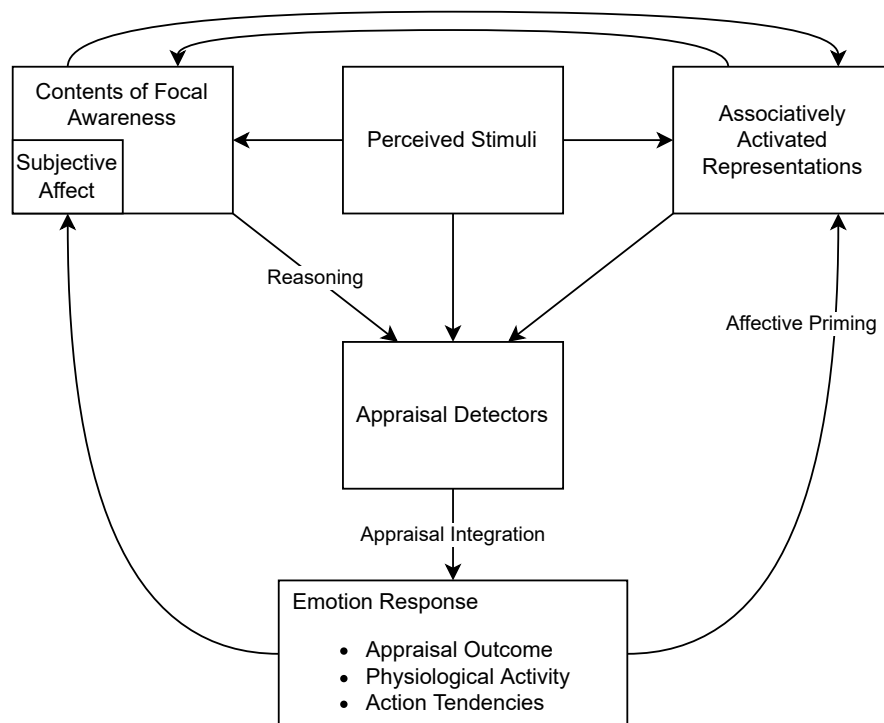 Contents of Focal
Awareness
Subjective
Affect
Perceived Stimuli
Associatively
Activated
Representations
Reasoning
Affective Priming
Appraisal Detectors
Appraisal Integration
Emotion Response
• Appraisal Outcome
• Physiological Activity
• Action Tendencies